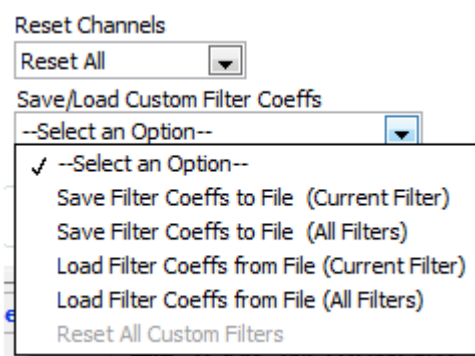 Reset Channels
Reset All
Save/Load Custom Filter Coeffs
--Select an Option--
✓ --Select an Option--
Save Filter Coeffs to File (Current Filter)
Save Filter Coeffs to File (All Filters)
Load Filter Coeffs from File (Current Filter)
Load Filter Coeffs from File (All Filters)
Reset All Custom Filters